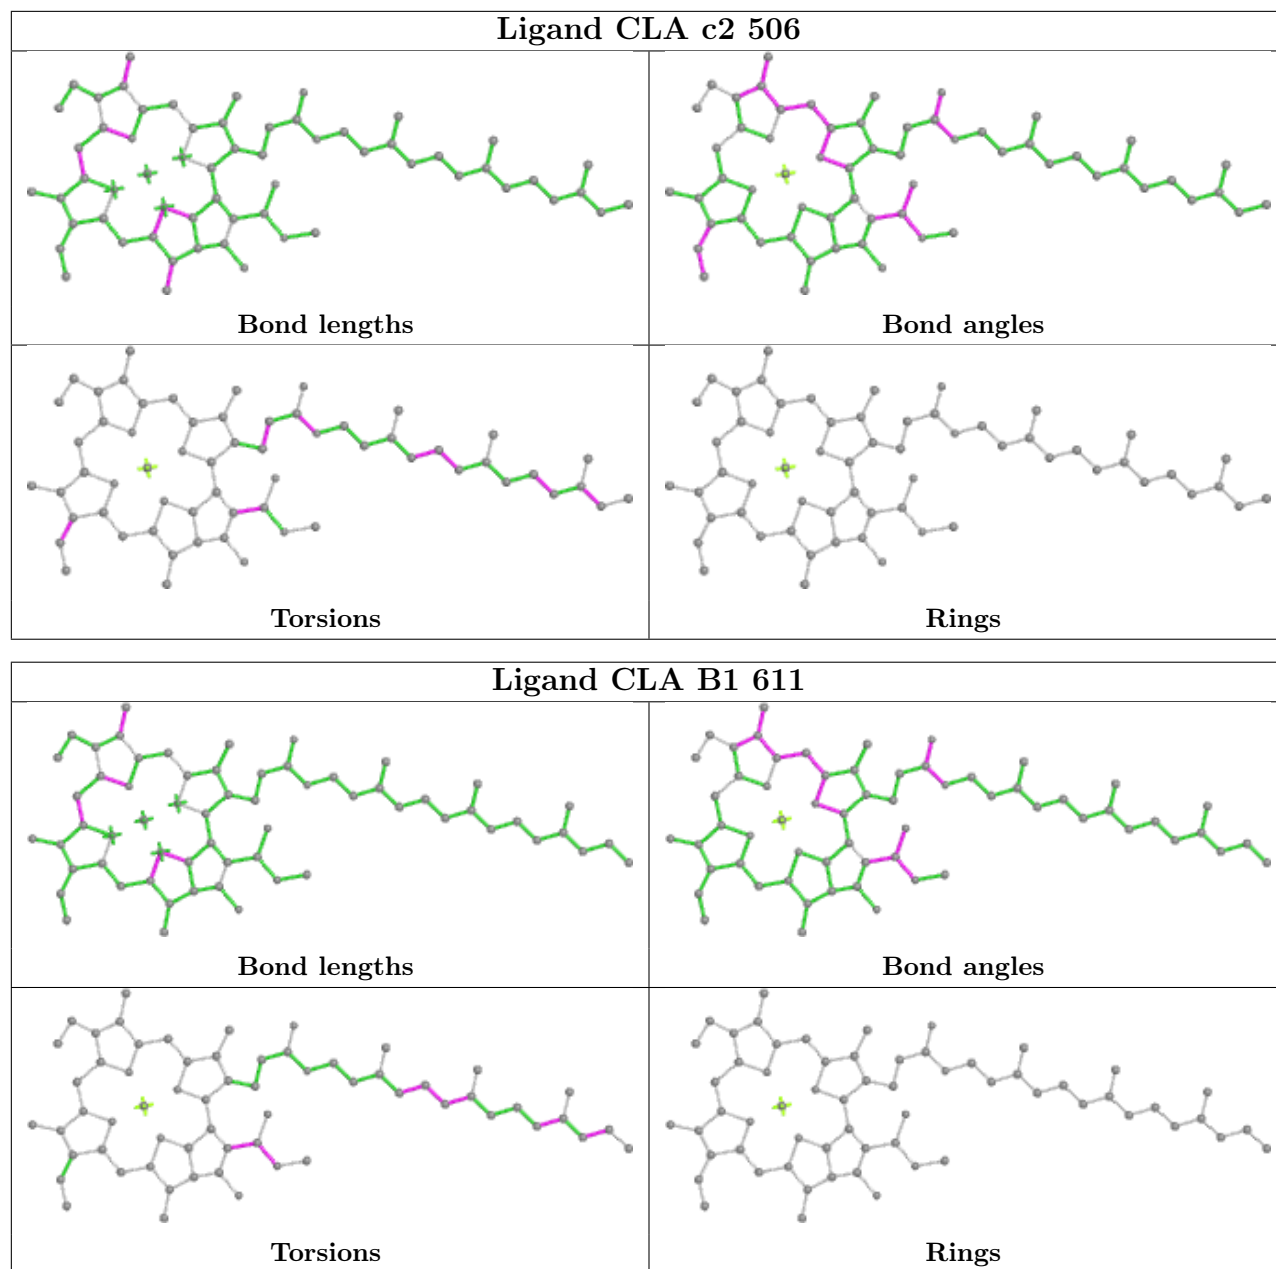 Ligand CLA c2 506
Bond lengths
Bond angles
Torsions
Rings
Ligand CLA B1 611
Bond lengths
Bond angles
Torsions
Rings